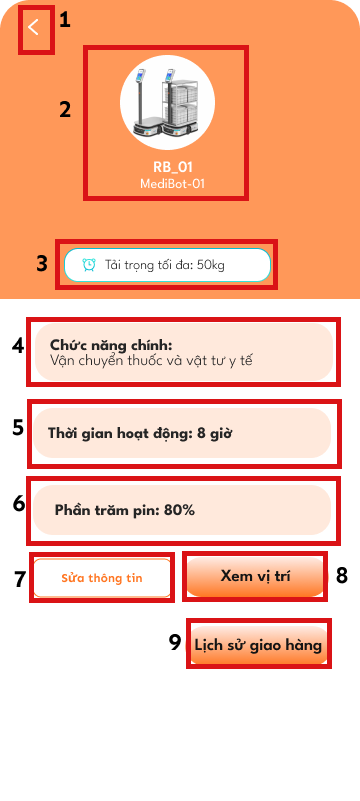 1
2
RB_01
MediBot-01
3
Tải trọng tối đa: 50kg
4
Chức năng chính:
Vận chuyển thuốc và vật tư y tế
5
Thời gian hoạt động: 8 giờ
6
Phần trăm pin: 80%
7
Sửa thông tin
Xem vị trí
8
9
Lịch sử giao hàng